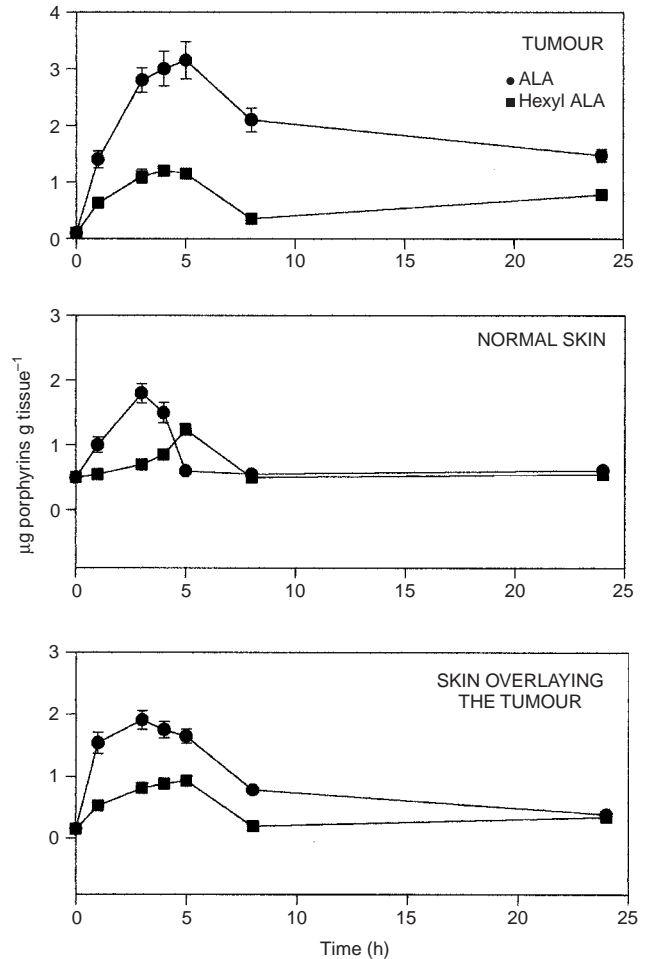 4
TUMOUR
3
ALA
Hexyl ALA
2
1
0
0 5 10 15 20 25
3
NORMAL SKIN
2
1
0
0 5 10 15 20 25
µg porphyrins g tissue⁻¹
3
SKIN OVERLAYING
THE TUMOUR
2
1
0
0 5 10 15 20 25
Time (h)